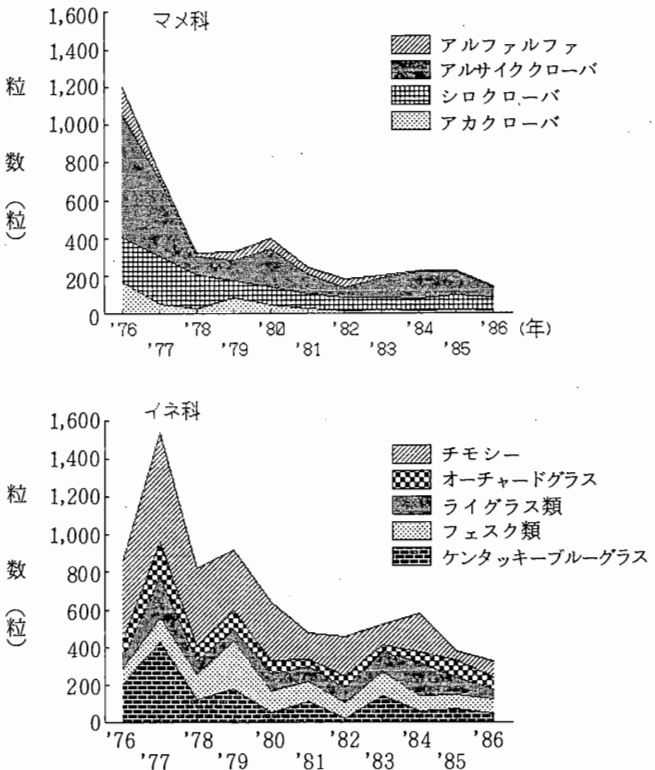 マメ科
1,600
1,400
1,200
1,000
800
600
400
200
0
粒数(粒)
アルファルファ
アルサイククローバ
シロクローバ
アカクローバ
'76 '77 '78 '79 '80 '81 '82 '83 '84 '85 '86 (年)
イネ科
1,600
1,400
1,200
1,000
800
600
400
200
0
粒数(粒)
チモシー
オーチャードグラス
ライグラス類
フェスク類
ケンタッキーブルーグラス
'76 '77 '78 '79 '80 '81 '82 '83 '84 '85 '86